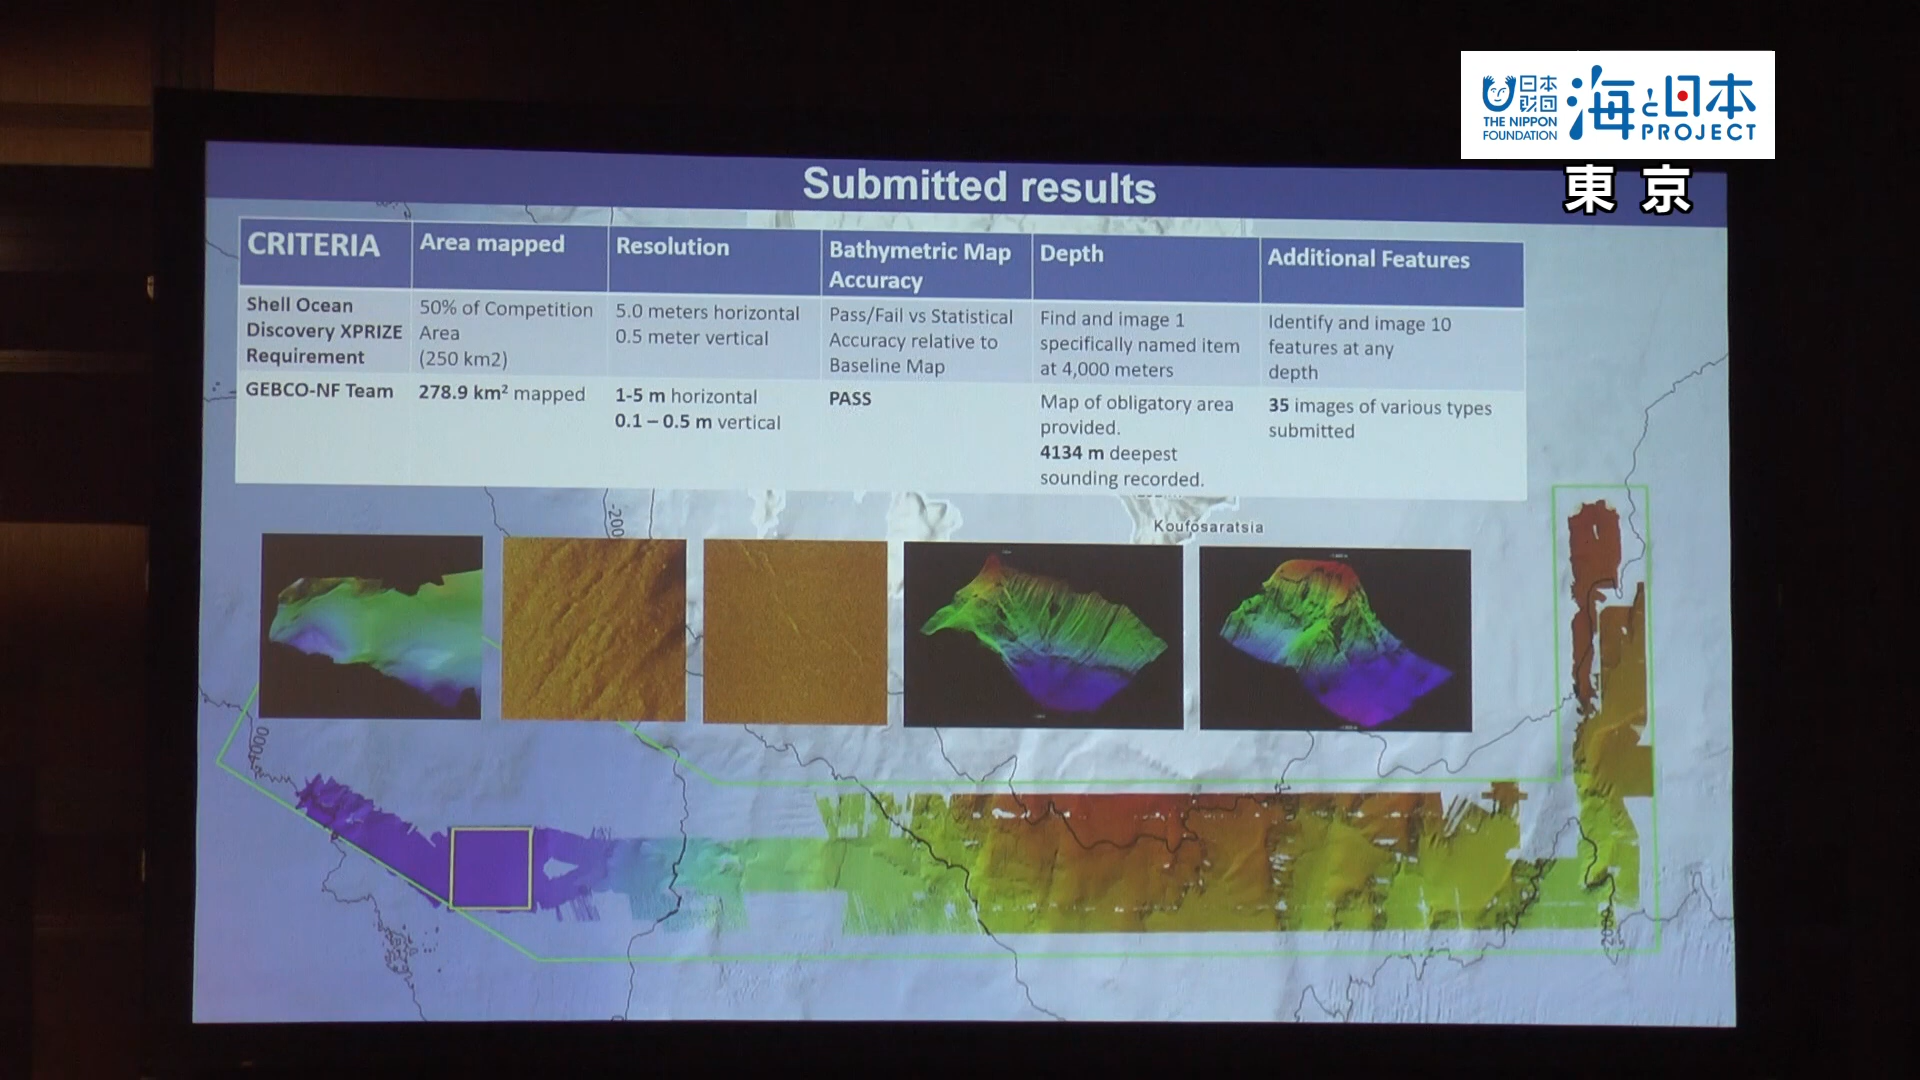 日本
財団
THE NIPPON
FOUNDATION
海と日本
PROJECT
東京
Submitted results
CRITERIA
Area mapped
Resolution
Bathymetric Map
Accuracy
Depth
Additional Features
Shell Ocean
Discovery XPRIZE
Requirement
50% of Competition
Area
(250 km2)
5.0 meters horizontal
0.5 meter vertical
Pass/Fail vs Statistical
Accuracy relative to
Baseline Map
Find and image 1
specifically named item
at 4,000 meters
Identify and image 10
features at any
depth
GEBCO-NF Team
278.9 km² mapped
1-5 m horizontal
0.1 – 0.5 m vertical
PASS
Map of obligatory area
provided.
4134 m deepest
sounding recorded.
35 images of various types
submitted
Koufosaratsia